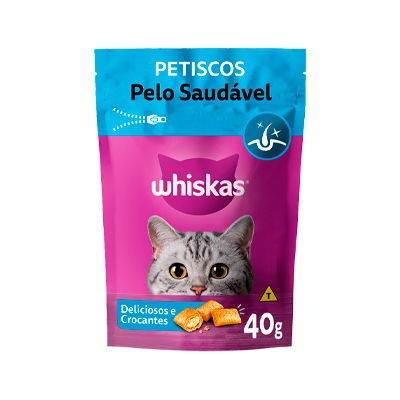 PETISCOS
Pelo Saudável
whiskas®
Deliciosos e
Crocantes
T
40g